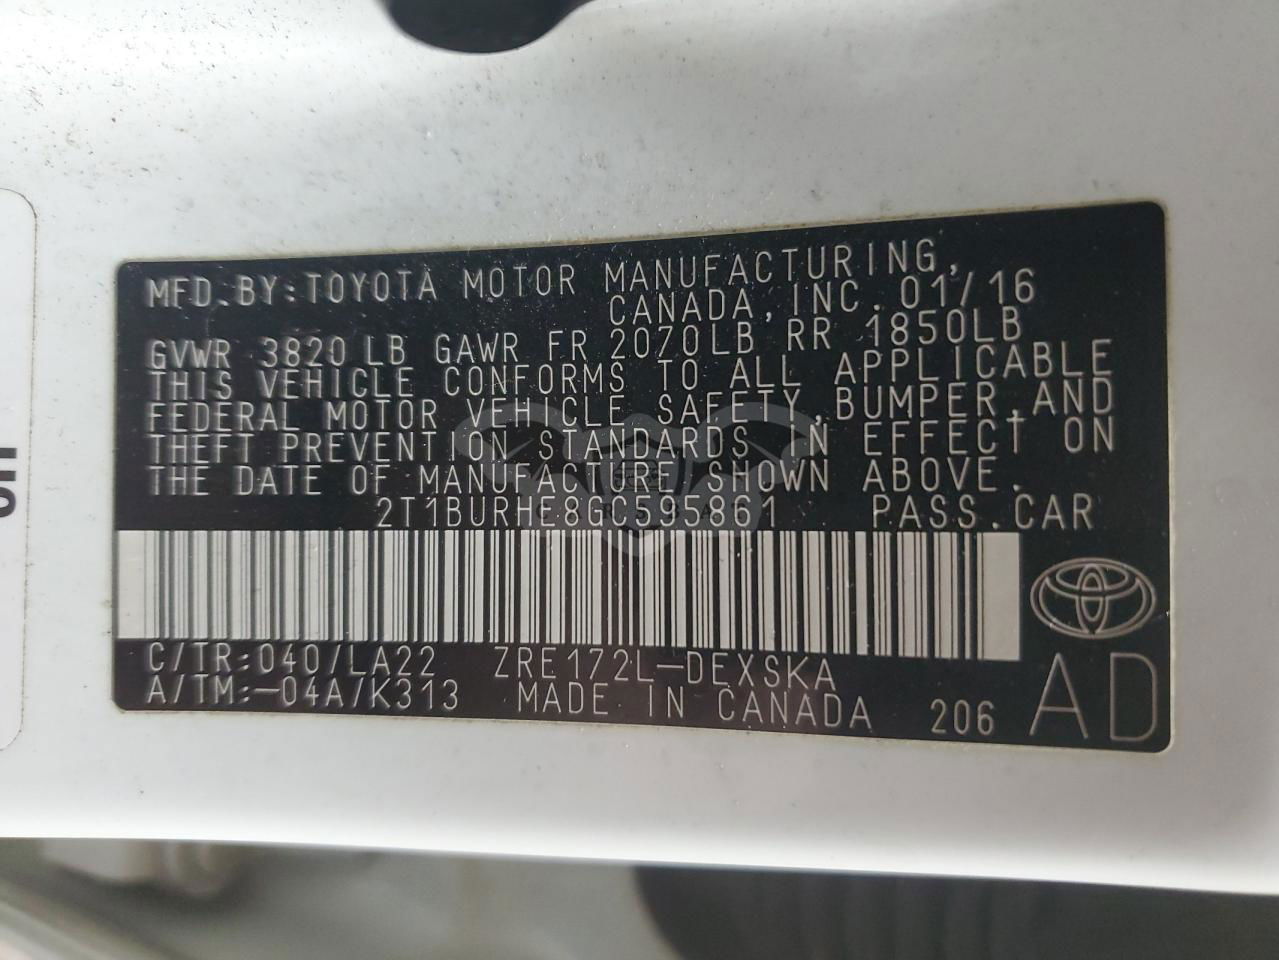 MFD.BY:TOYOTA MOTOR MANUFACTURING,
CANADA,INC. 01/16
GVWR 3820LB GAWR FR 2070LB RR 1850LB
THIS VEHICLE CONFORMS TO ALL APPLICABLE
FEDERAL MOTOR VEHICLE SAFETY,BUMPER,AND
THEFT PREVENTION STANDARDS IN EFFECT ON
THE DATE OF MANUFACTURE SHOWN ABOVE.
2T1BURHE8GC595861 PASS.CAR
C/TR:040/LA22 ZRE172L-DEXSKA
A/TM:-04A/K313 MADE IN CANADA 206 AD